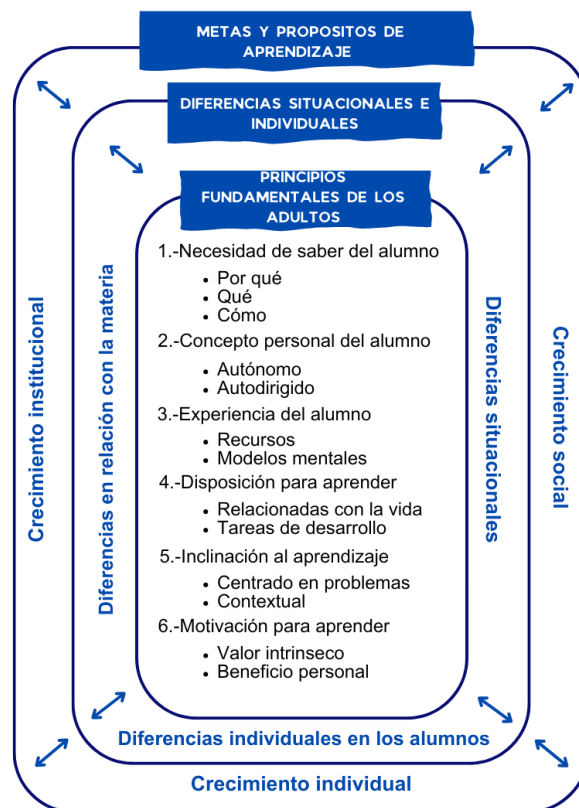 METAS Y PROPOSITOS DE
APRENDIZAJE
DIFERENCIAS SITUACIONALES E
INDIVIDUALES
PRINCIPIOS
FUNDAMENTALES DE LOS
ADULTOS
1.-Necesidad de saber del alumno
• Por qué
• Qué
• Cómo
2.-Concepto personal del alumno
• Autónomo
• Autodirigido
3.-Experiencia del alumno
• Recursos
• Modelos mentales
4.-Disposición para aprender
• Relacionadas con la vida
• Tareas de desarrollo
5.-Inclinación al aprendizaje
• Centrado en problemas
• Contextual
6.-Motivación para aprender
• Valor intrinseco
• Beneficio personal
Crecimiento institucional
Diferencias en relación con la materia
Diferencias situacionales
Crecimiento social
Diferencias individuales en los alumnos
Crecimiento individual